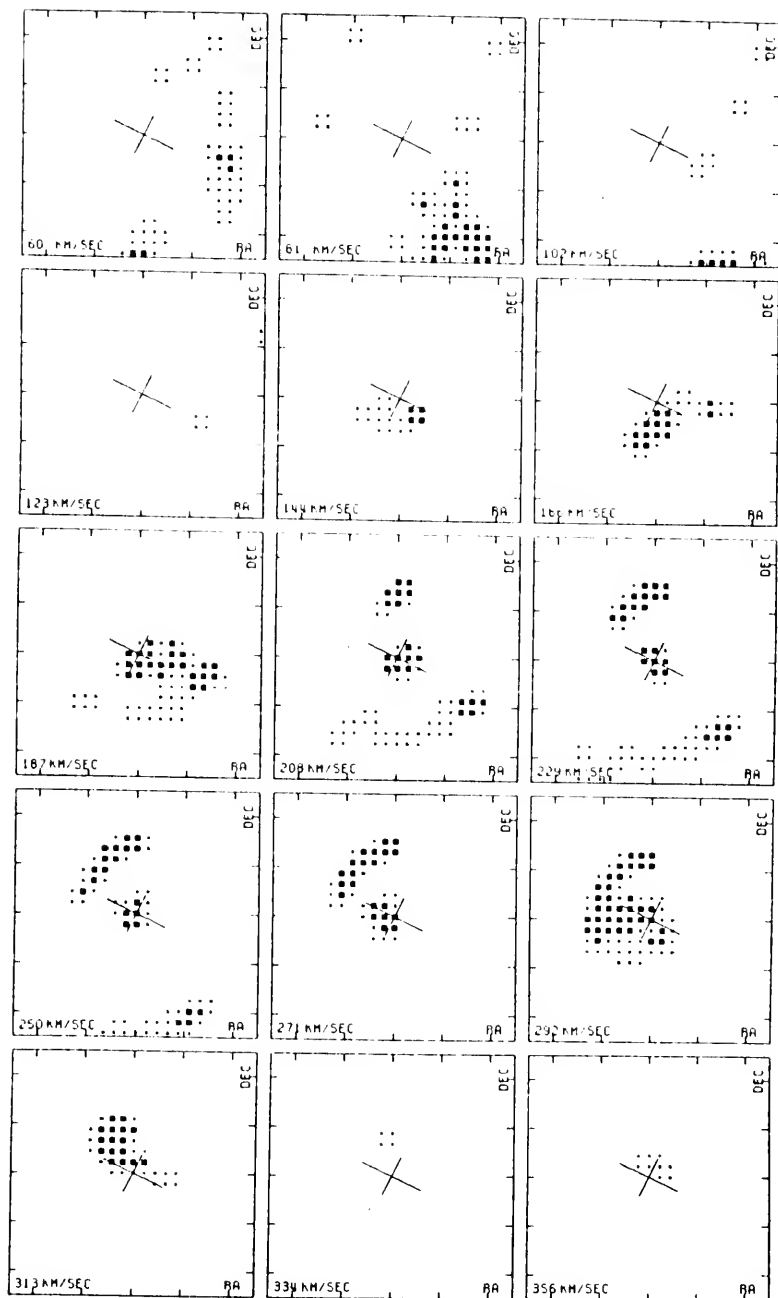 DEC
60 KM/SEC RA
DEC
61 KM/SEC RA
DEC
102 KM/SEC RA
DEC
123 KM/SEC RA
DEC
144 KM/SEC RA
DEC
166 KM/SEC RA
DEC
187 KM/SEC RA
DEC
208 KM/SEC RA
DEC
229 KM/SEC RA
DEC
250 KM/SEC RA
DEC
271 KM/SEC RA
DEC
292 KM/SEC RA
DEC
313 KM/SEC RA
DEC
334 KM/SEC RA
DEC
356 KM/SEC RA